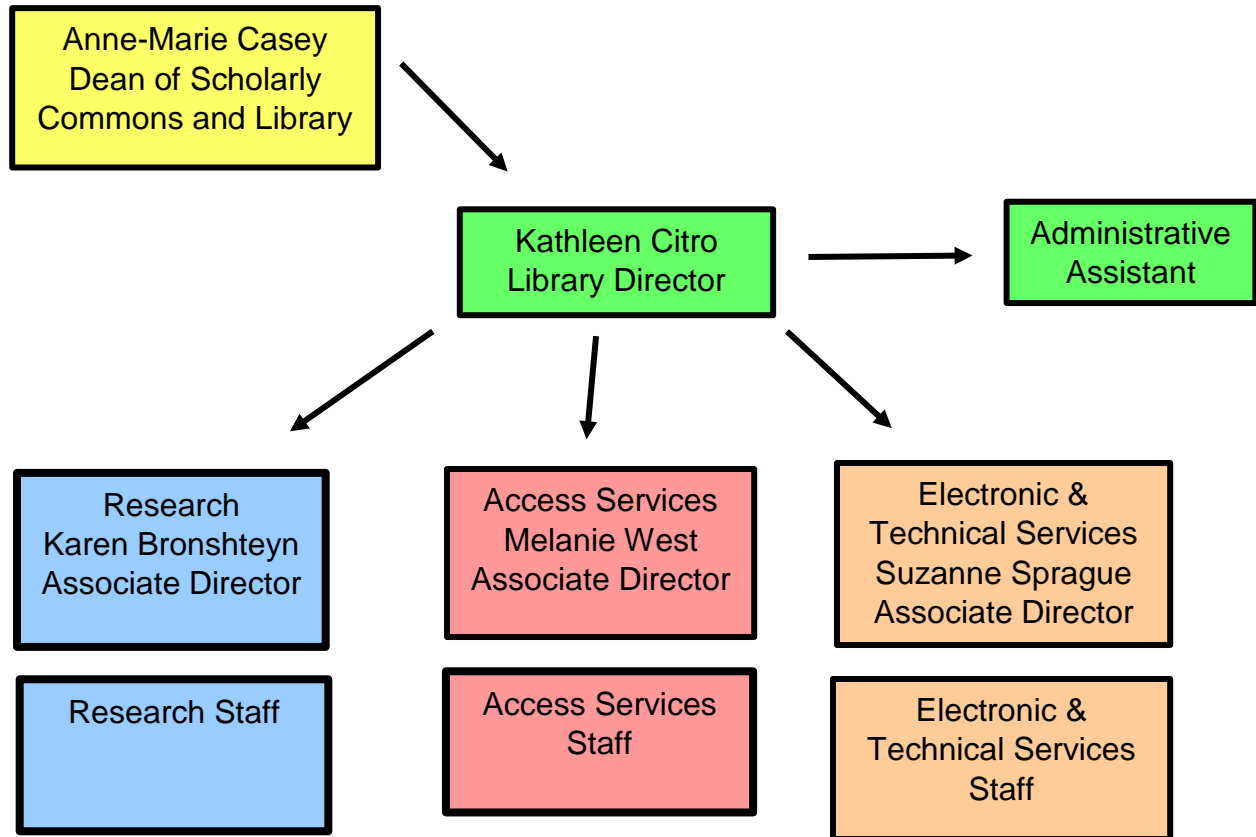 Anne-Marie Casey
Dean of Scholarly
Commons and Library
Kathleen Citro
Library Director
Administrative
Assistant
Research
Karen Bronshteyn
Associate Director
Access Services
Melanie West
Associate Director
Electronic &
Technical Services
Suzanne Sprague
Associate Director
Research Staff
Access Services
Staff
Electronic &
Technical Services
Staff